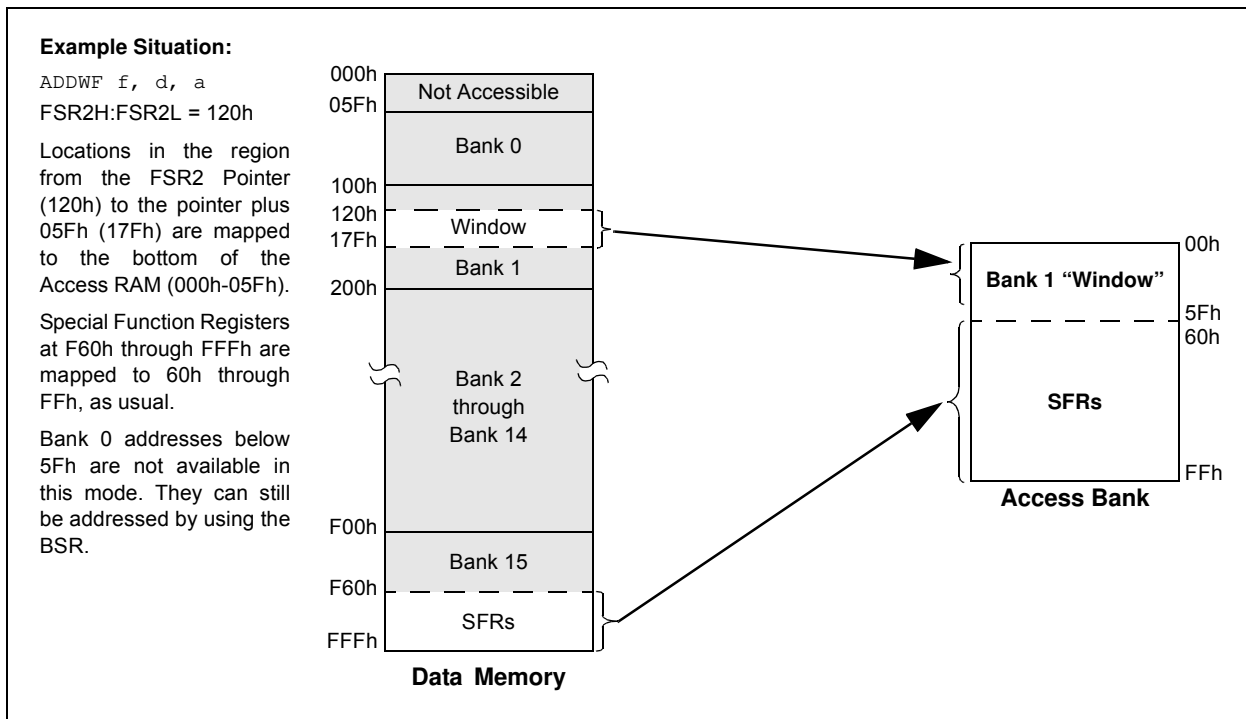 Example Situation:
ADDWF f, d, a
FSR2H:FSR2L = 120h
Locations in the region
from the FSR2 Pointer
(120h) to the pointer plus
05Fh (17Fh) are mapped
to the bottom of the
Access RAM (000h-05Fh).
Special Function Registers
at F60h through FFFh are
mapped to 60h through
FFh, as usual.
Bank 0 addresses below
5Fh are not available in
this mode. They can still
be addressed by using the
BSR.
000h
Not Accessible
05Fh
Bank 0
100h
120h
Window
17Fh
Bank 1
200h
Bank 2
through
Bank 14
F00h
Bank 15
F60h
SFRs
FFFh
Data Memory
00h
Bank 1 “Window”
5Fh
60h
SFRs
FFh
Access Bank